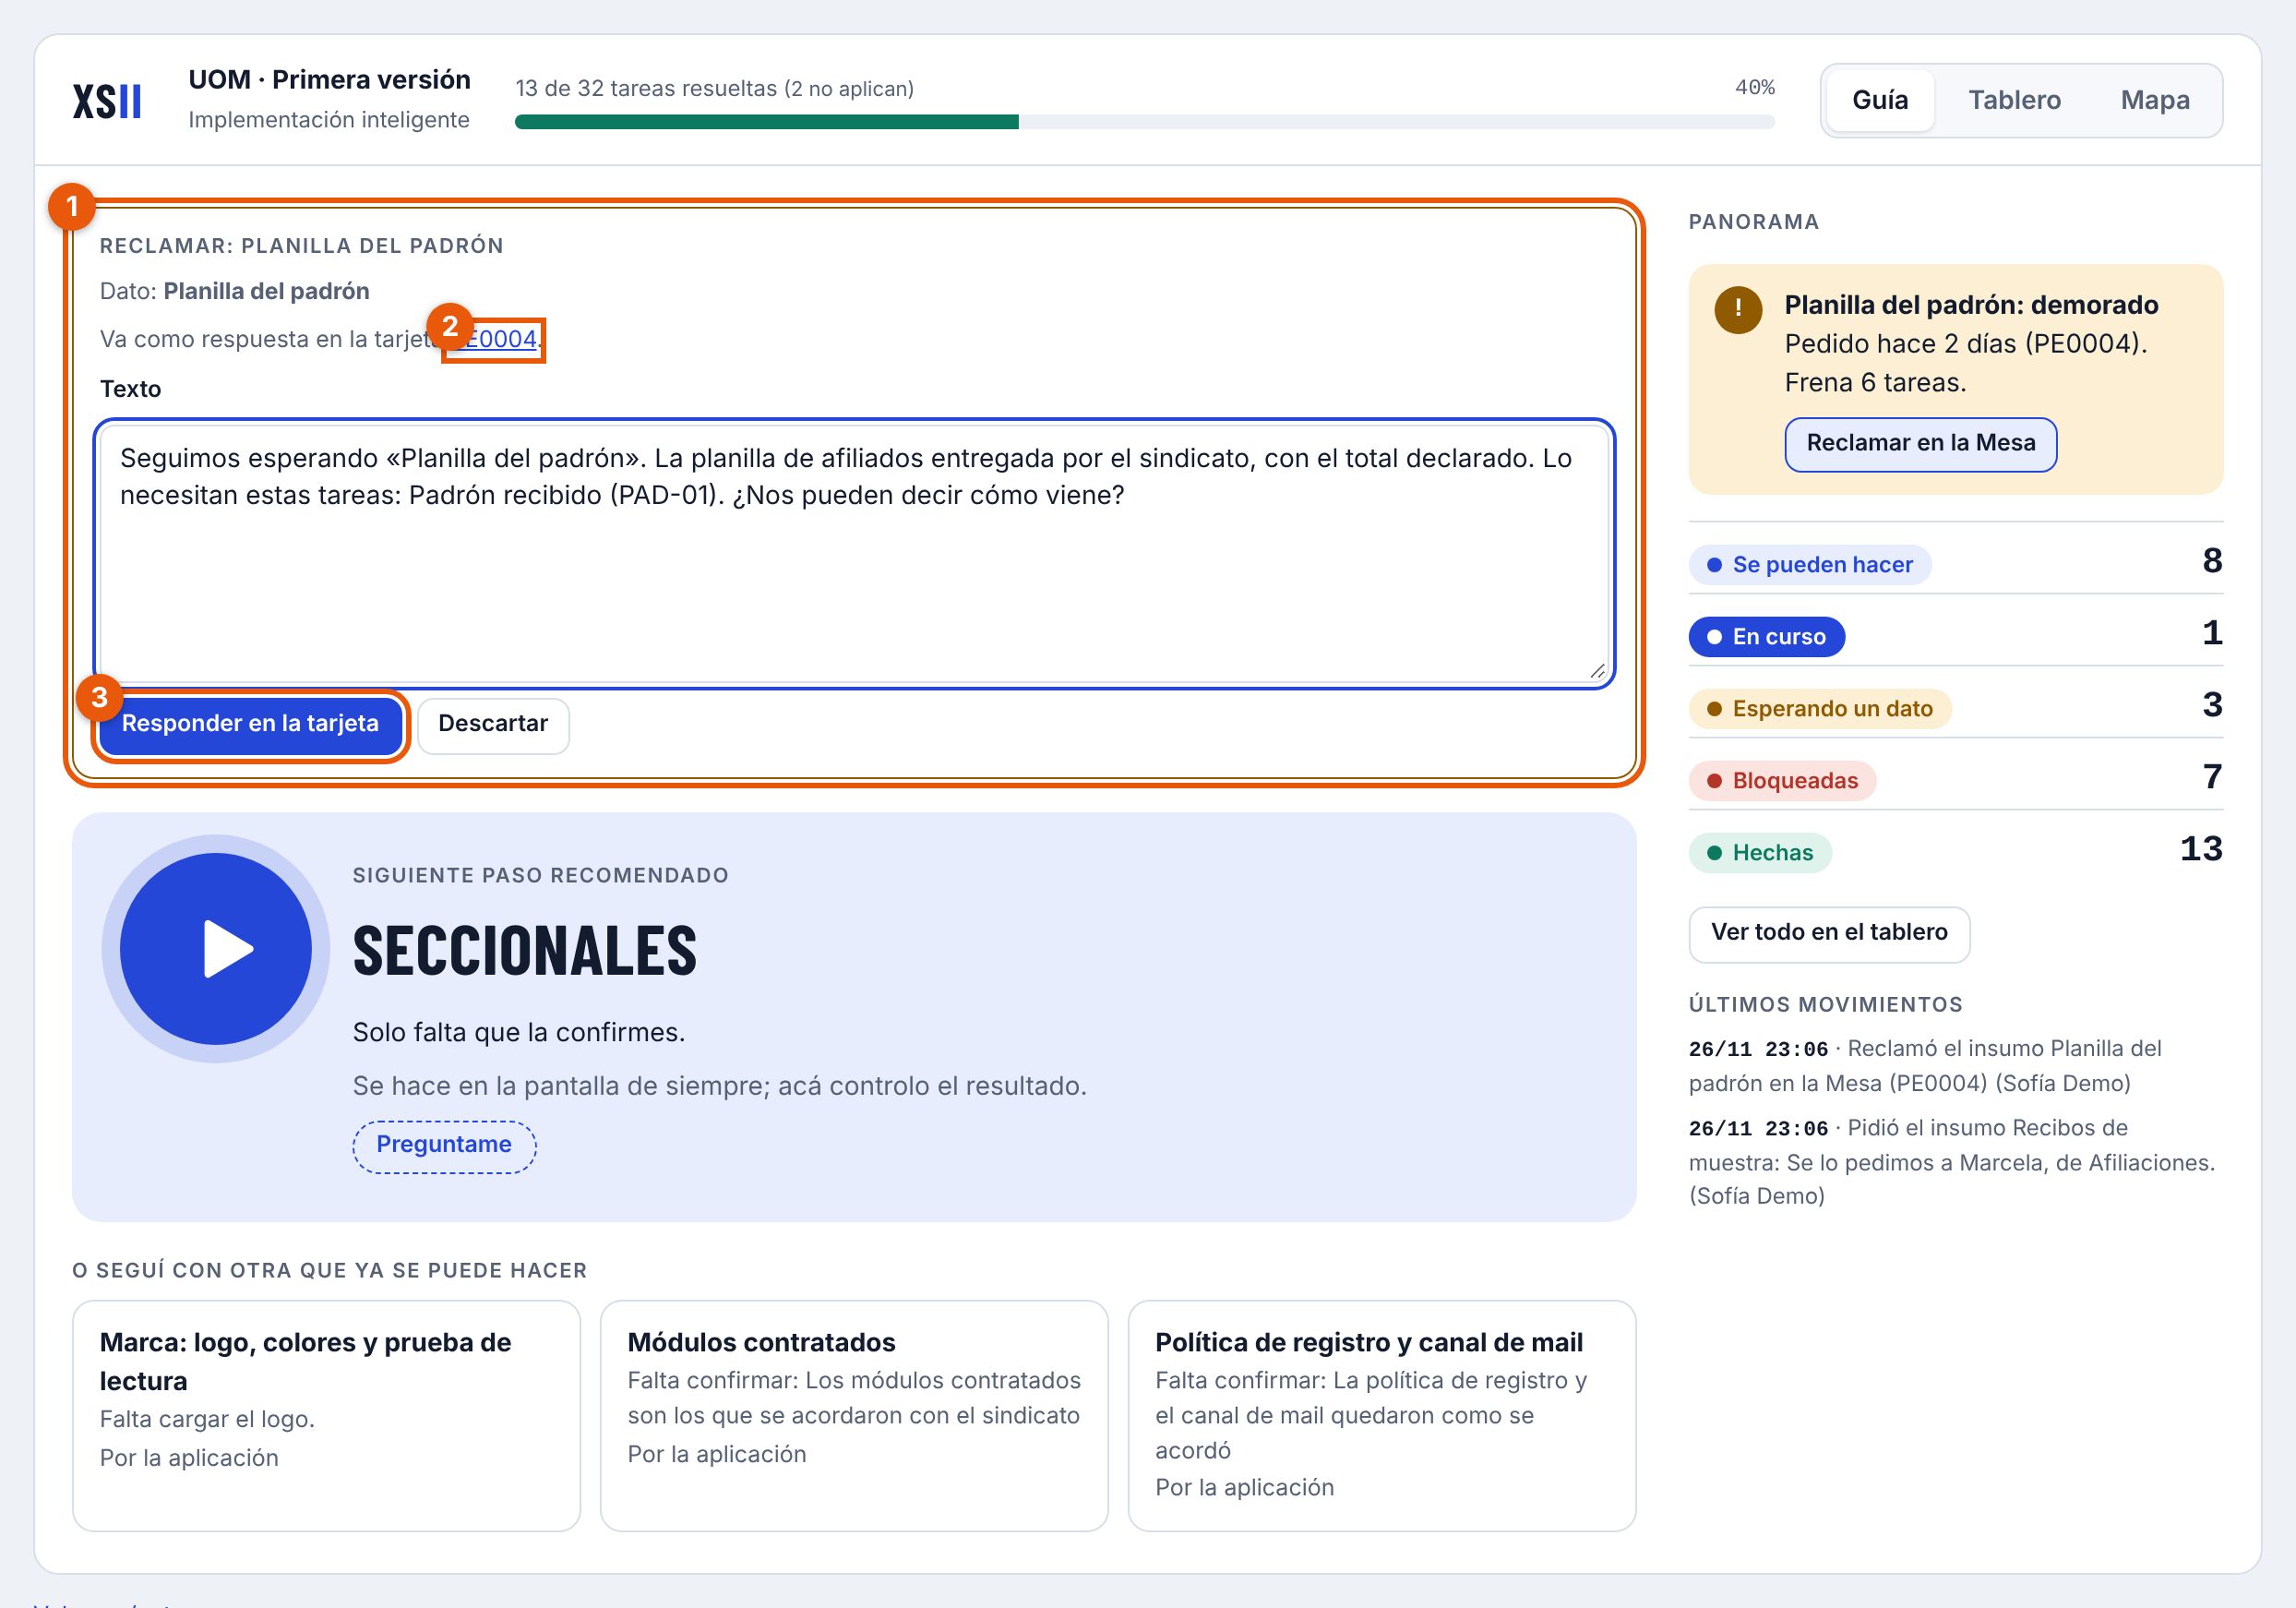 XSII
UOM · Primera versión
Implementación inteligente
13 de 32 tareas resueltas (2 no aplican)
40%
Guía
Tablero
Mapa
1
RECLAMAR: PLANILLA DEL PADRÓN
Dato: Planilla del padrón
2
Va como respuesta en la E0004.
Texto
Seguimos esperando «Planilla del padrón». La planilla de afiliados entregada por el sindicato, con el total declarado. Lo
necesitan estas tareas: Padrón recibido (PAD-01). ¿Nos pueden decir cómo viene?
3
Responder en la tarjeta
Descartar
SIGUIENTE PASO RECOMENDADO
SECCIONALES
Solo falta que la confirmes.
Se hace en la pantalla de siempre; acá controlo el resultado.
Preguntame
O SEGUÍ CON OTRA QUE YA SE PUEDE HACER
Marca: logo, colores y prueba de
lectura
Falta cargar el logo.
Por la aplicación
Módulos contratados
Falta confirmar: Los módulos contratados
son los que se acordaron con el sindicato
Por la aplicación
Política de registro y canal de mail
Falta confirmar: La política de registro y
el canal de mail quedaron como se
acordó
Por la aplicación
PANORAMA
!
Planilla del padrón: demorado
Pedido hace 2 días (PE0004).
Frena 6 tareas.
Reclamar en la Mesa
Se pueden hacer 8
En curso 1
Esperando un dato 3
Bloqueadas 7
Hechas 13
Ver todo en el tablero
ÚLTIMOS MOVIMIENTOS
26/11 23:06 · Reclamó el insumo Planilla del
padrón en la Mesa (PE0004) (Sofía Demo)
26/11 23:06 · Pidió el insumo Recibos de
muestra: Se lo pedimos a Marcela, de Afiliaciones.
(Sofía Demo)